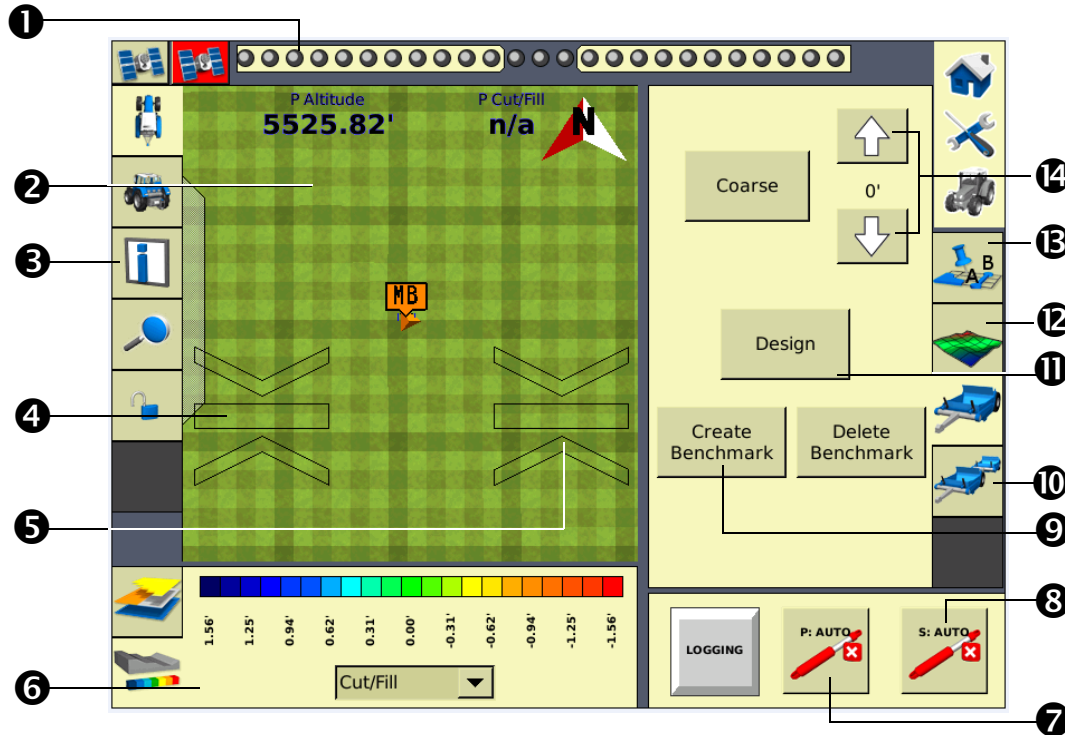 1
P Altitude
5525.82'
P Cut/Fill
n/a
N
2
Coarse
0'
14
3
13
B
A
MB
12
Design
11
4
Create
Benchmark
Delete
Benchmark
10
5
9
1.56'
1.25'
0.94'
0.62'
0.31'
0.00'
-0.31'
-0.62'
-0.94'
-1.25'
-1.56'
8
LOGGING
P: AUTO
S: AUTO
6
Cut/Fill
7